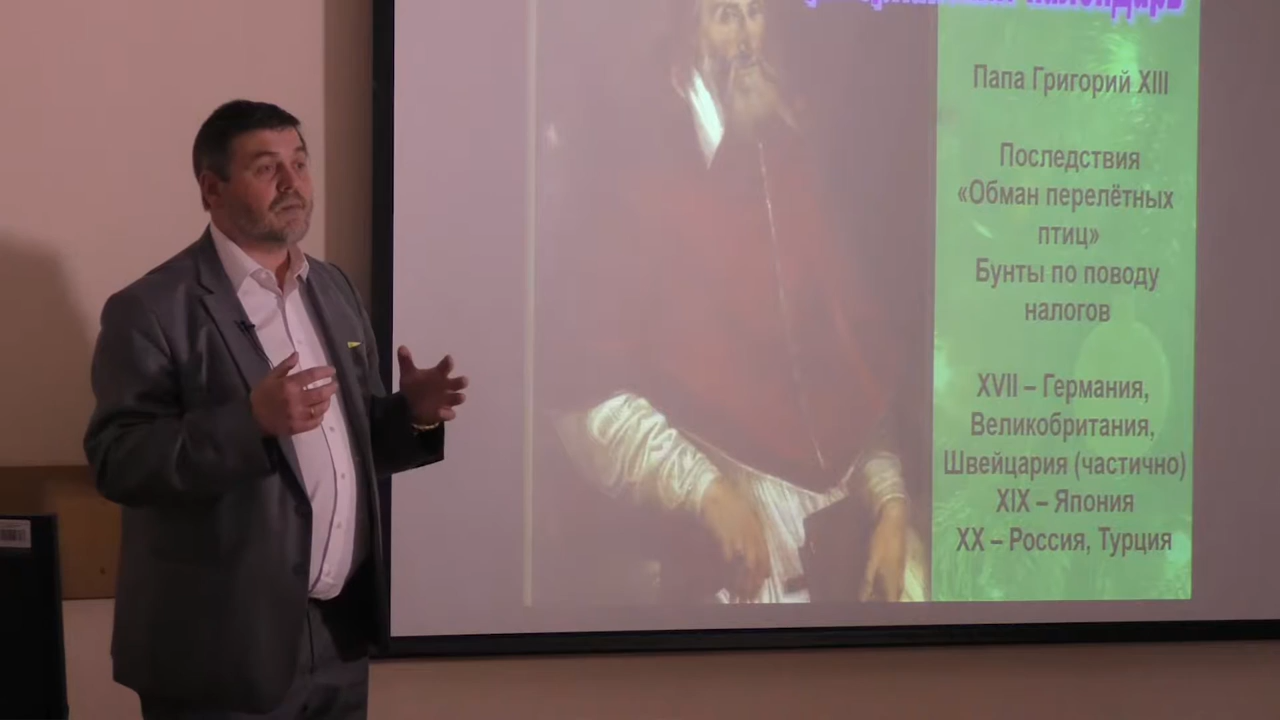 календарь
Папа Григорий XIII
Последствия
«Обман перелётных
птиц»
Бунты по поводу
налогов
XVII – Германия,
Великобритания,
Швейцария (частично)
XIX – Япония
XX – Россия, Турция